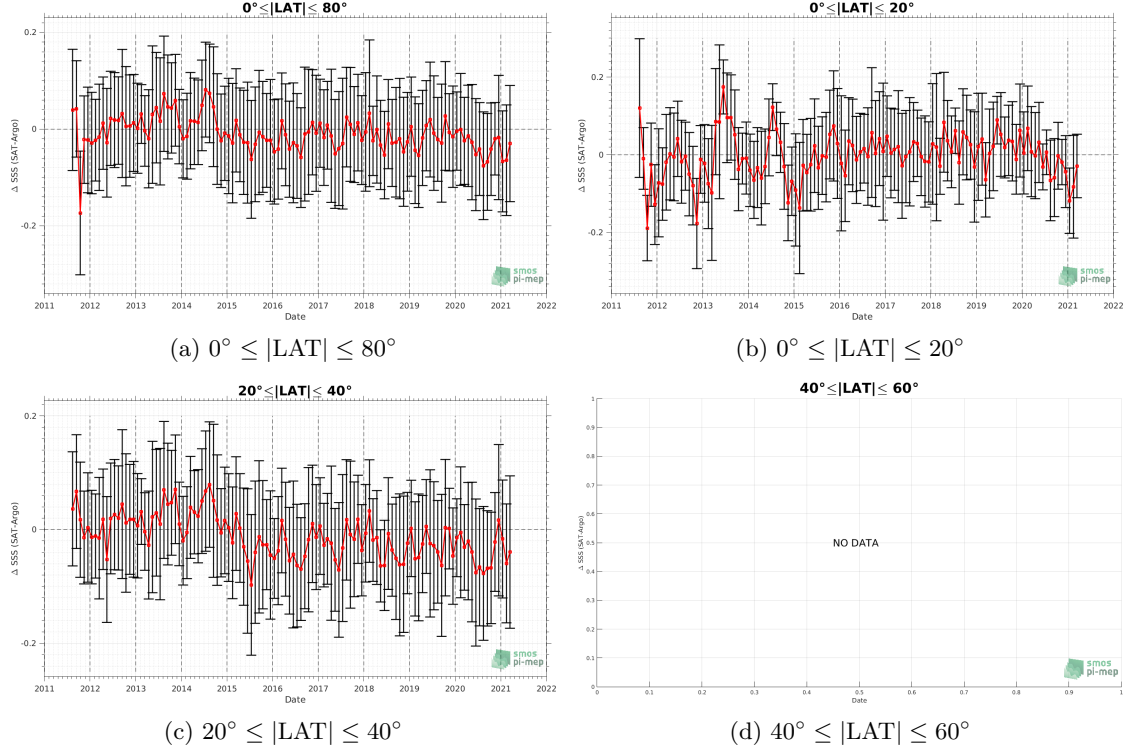 0°≤|LAT|≤ 80°
0.2
0
-0.2
Δ SSS (SAT-Argo)
2011 2012 2013 2014 2015 2016 2017 2018 2019 2020 2021 2022
Date
smos
pi-mep
(a) 0° ≤ |LAT| ≤ 80°
0°≤|LAT|≤ 20°
0.2
0
-0.2
Δ SSS (SAT-Argo)
2011 2012 2013 2014 2015 2016 2017 2018 2019 2020 2021 2022
Date
smos
pi-mep
(b) 0° ≤ |LAT| ≤ 20°
20°≤|LAT|≤ 40°
0.2
0
-0.2
Δ SSS (SAT-Argo)
2011 2012 2013 2014 2015 2016 2017 2018 2019 2020 2021 2022
Date
smos
pi-mep
(c) 20° ≤ |LAT| ≤ 40°
40°≤|LAT|≤ 60°
1
0.9
0.8
0.7
0.6
0.5
0.4
0.3
0.2
0.1
0
Δ SSS (SAT-Argo)
NO DATA
0 0.1 0.2 0.3 0.4 0.5 0.6 0.7 0.8 0.9 1
Date
smos
pi-mep
(d) 40° ≤ |LAT| ≤ 60°